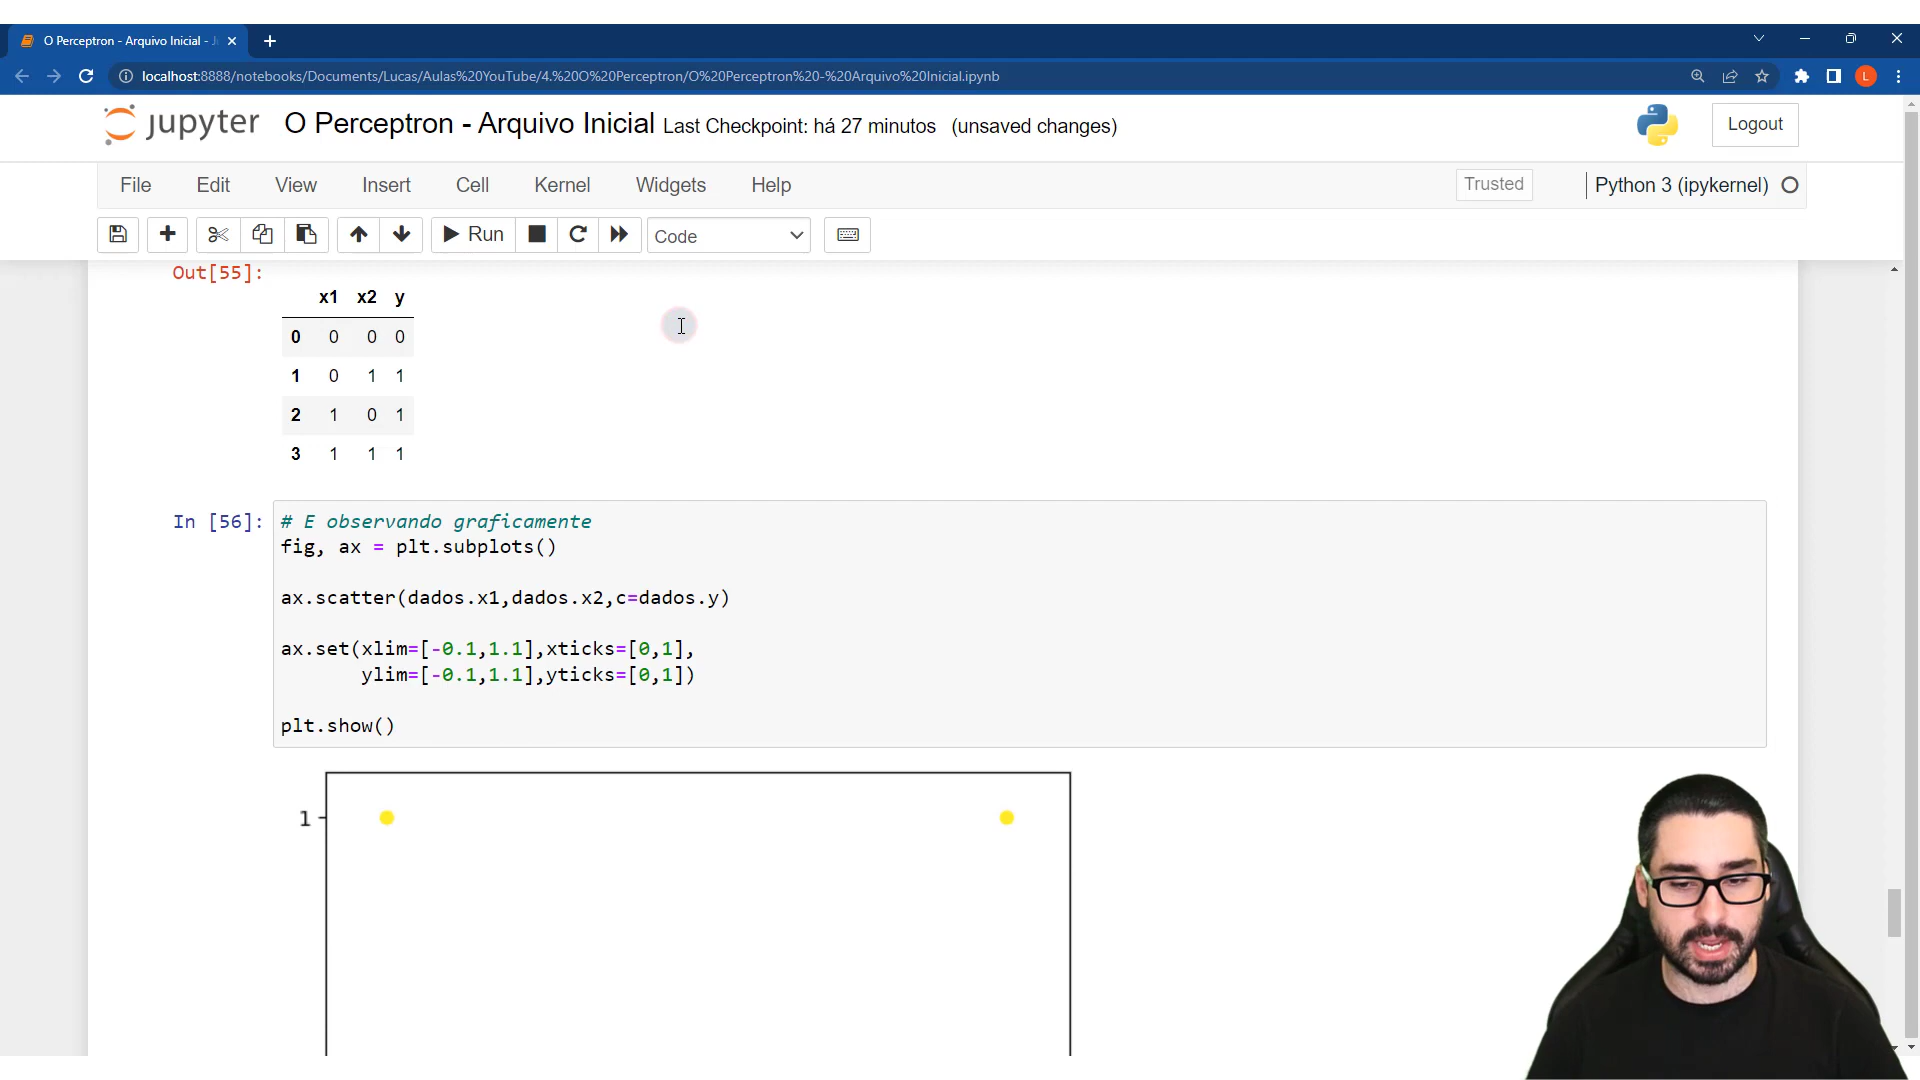 O Perceptron - Arquivo Inicial - J
localhost:8888/notebooks/Documents/Lucas/Aulas%20YouTube/4.%20O%20Perceptron/O%20Perceptron%20-%20Arquivo%20Inicial.ipynb
L
jupyter O Perceptron - Arquivo Inicial Last Checkpoint: há 27 minutos (unsaved changes)
Logout
File Edit View Insert Cell Kernel Widgets Help
Trusted
Python 3 (ipykernel)
Run
Code
Out[55]:
x1 x2 y
0 0 0 0
1 0 1 1
2 1 0 1
3 1 1 1
In [56]:
# E observando graficamente
fig, ax = plt.subplots()
ax.scatter(dados.x1,dados.x2,c=dados.y)
ax.set(xlim=[-0.1,1.1],xticks=[0,1],
ylim=[-0.1,1.1],yticks=[0,1])
plt.show()
1